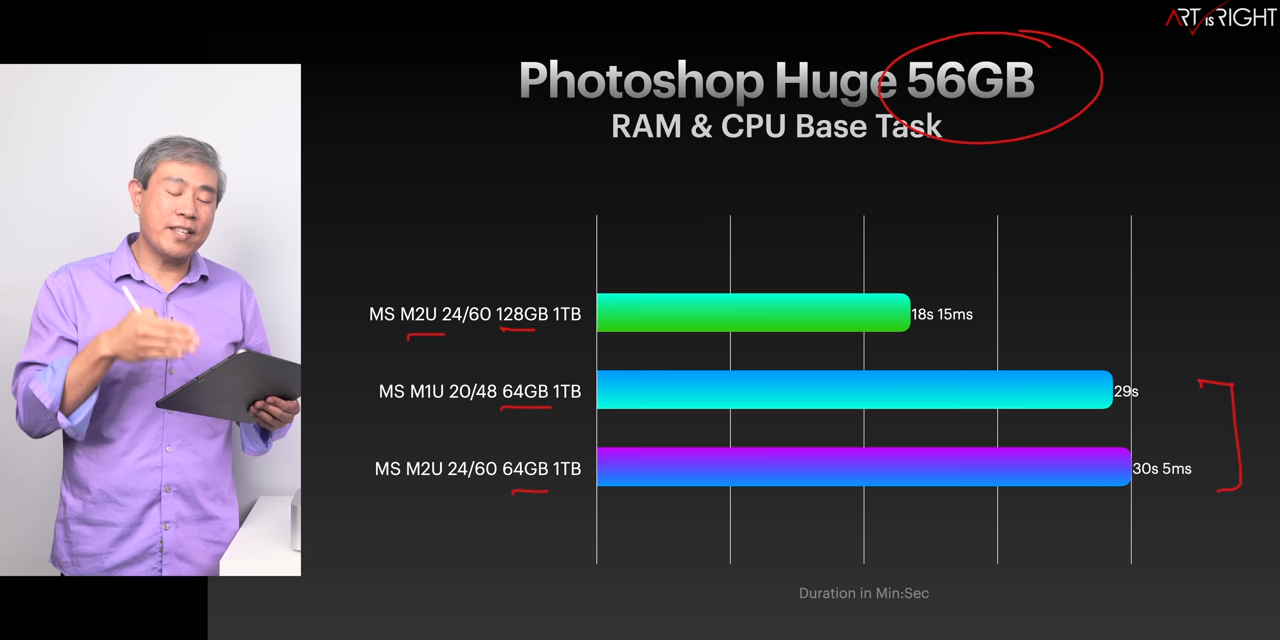 ART IS RIGHT
Photoshop Huge 56GB
RAM & CPU Base Task
MS M2U 24/60 128GB 1TB
18s 15ms
MS M1U 20/48 64GB 1TB
29s
MS M2U 24/60 64GB 1TB
30s 5ms
Duration in Min:Sec